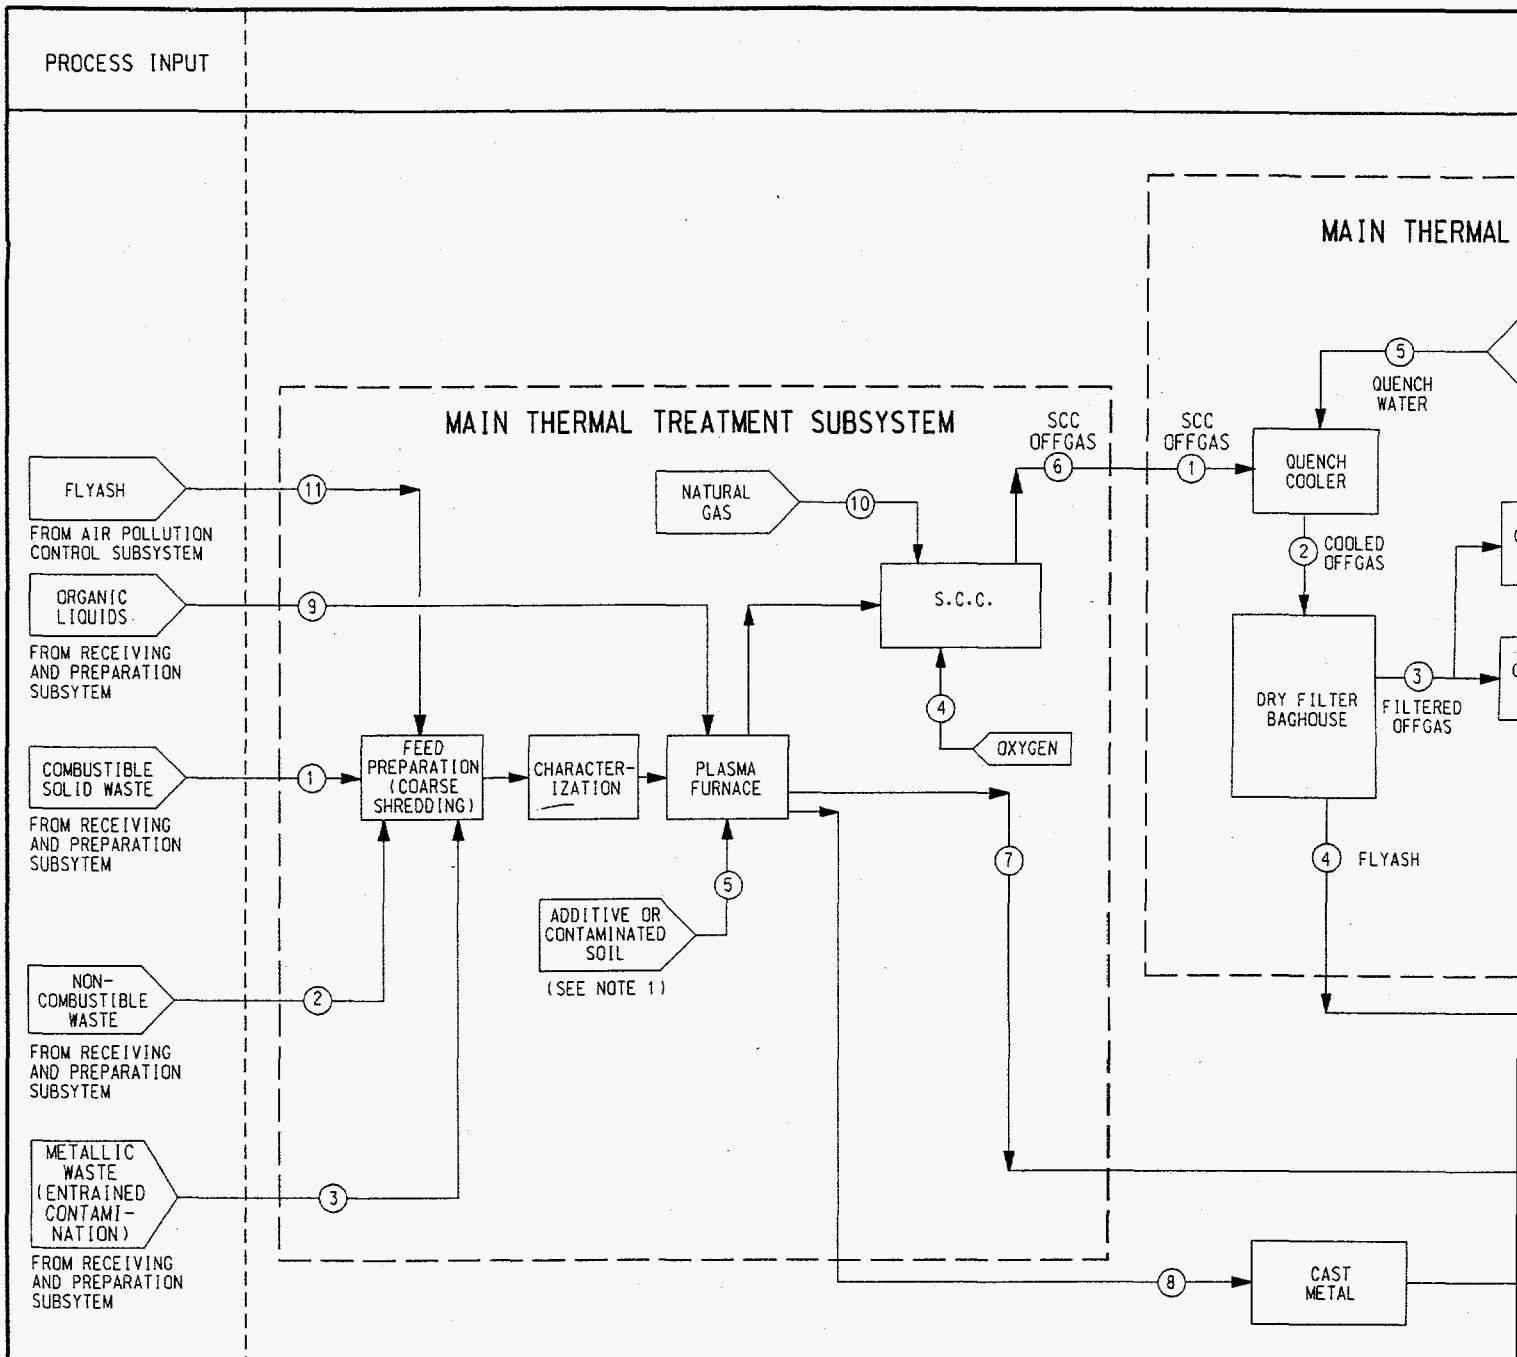 PROCESS INPUT
MAIN THERMAL
5
QUENCH
WATER
MAIN THERMAL TREATMENT SUBSYSTEM
SCC
OFFGAS
6
SCC
OFFGAS
1
QUENCH
COOLER
FLYASH
11
FROM AIR POLLUTION
CONTROL SUBSYSTEM
NATURAL
GAS
10
2
COOLED
OFFGAS
ORGANIC
LIQUIDS
9
FROM RECEIVING
AND PREPARATION
SUBSYTEM
S.C.C.
4
OXYGEN
DRY FILTER
BAGHOUSE
3
FILTERED
OFFGAS
COMBUSTIBLE
SOLID WASTE
1
FROM RECEIVING
AND PREPARATION
SUBSYTEM
FEED
PREPARATION
(COARSE
SHREDDING)
CHARACTER-
IZATION
PLASMA
FURNACE
7
4
FLYASH
5
ADDITIVE OR
CONTAMINATED
SOIL
(SEE NOTE 1)
NON-
COMBUSTIBLE
WASTE
2
FROM RECEIVING
AND PREPARATION
SUBSYTEM
METALLIC
WASTE
(ENTRAINED
CONTAMI-
NATION)
3
FROM RECEIVING
AND PREPARATION
SUBSYTEM
8
CAST
METAL